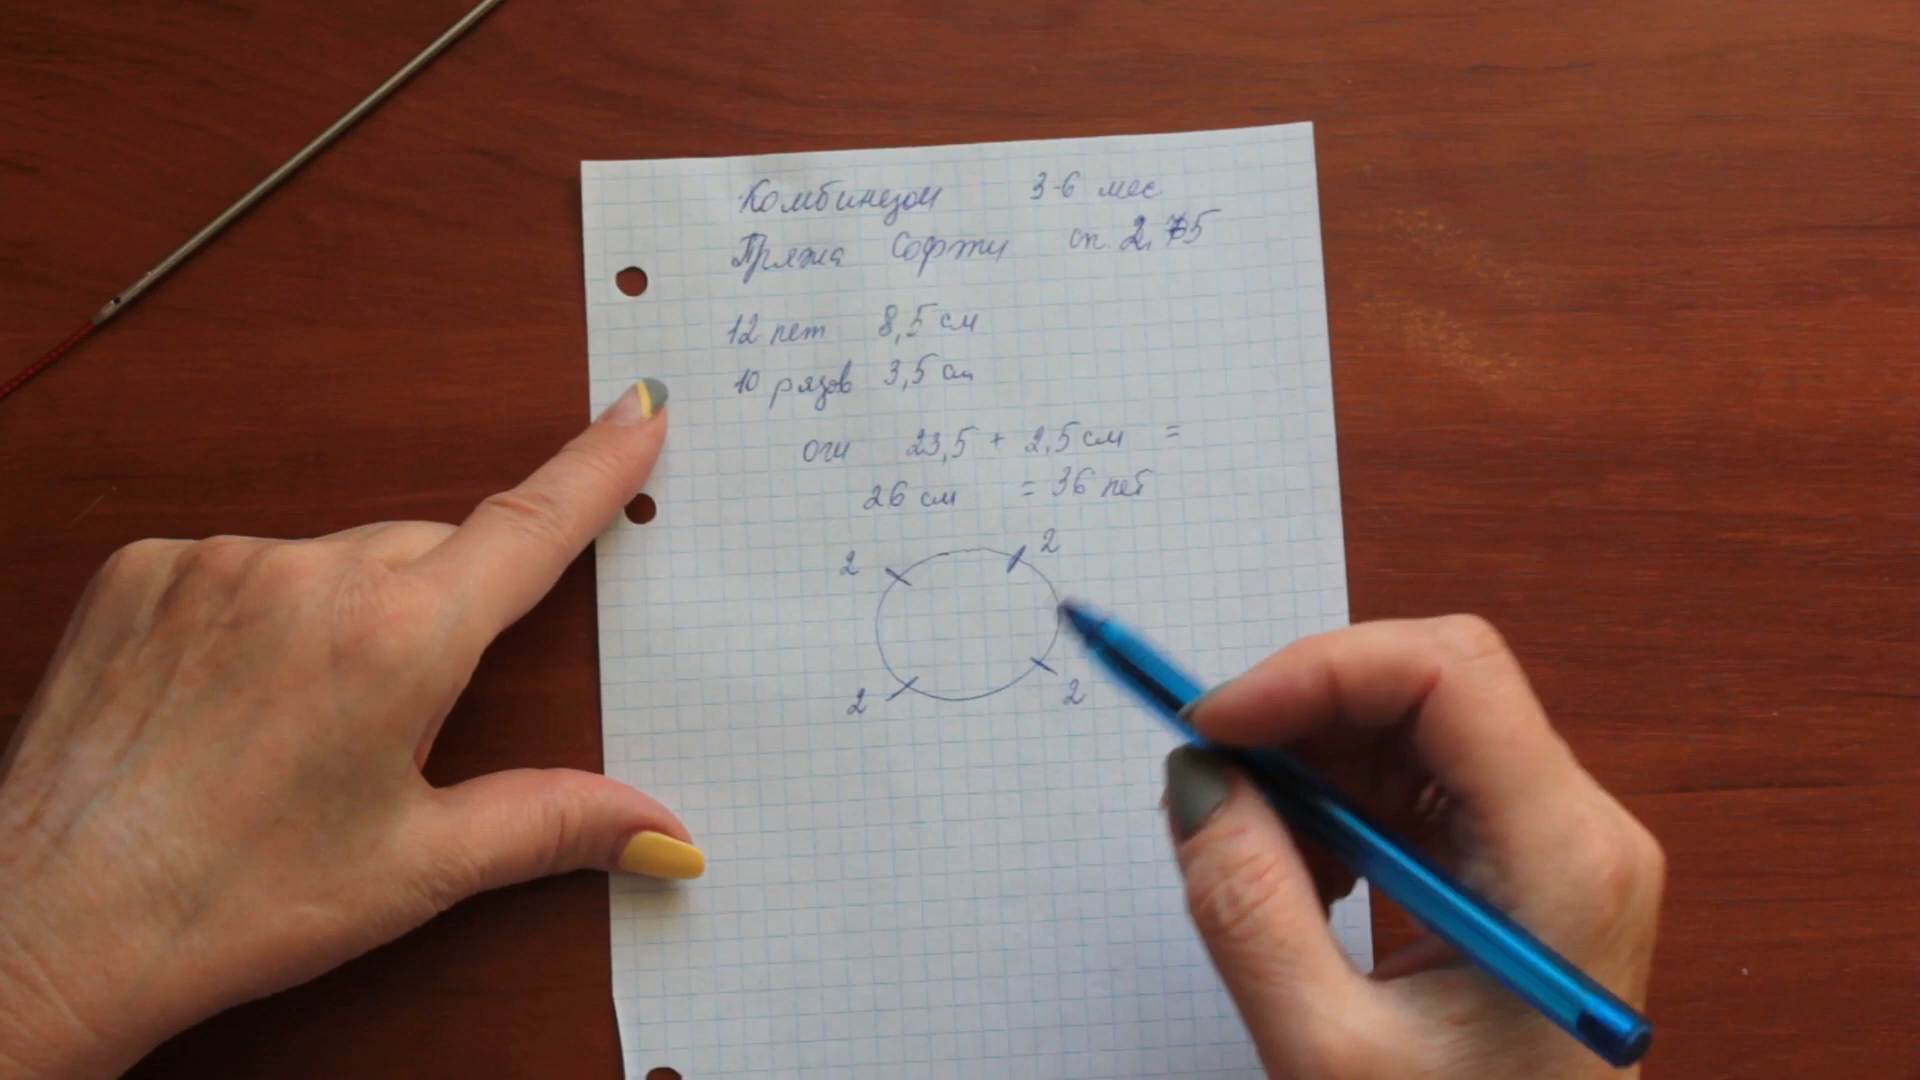 Комбинезон 3-6 мес
Пряжа Софти сп. 2,75
12 пет 8,5 см
10 рядов 3,5 см
ОГШ 23,5 + 2,5 см =
26 см = 36 пет
2 2
2 2